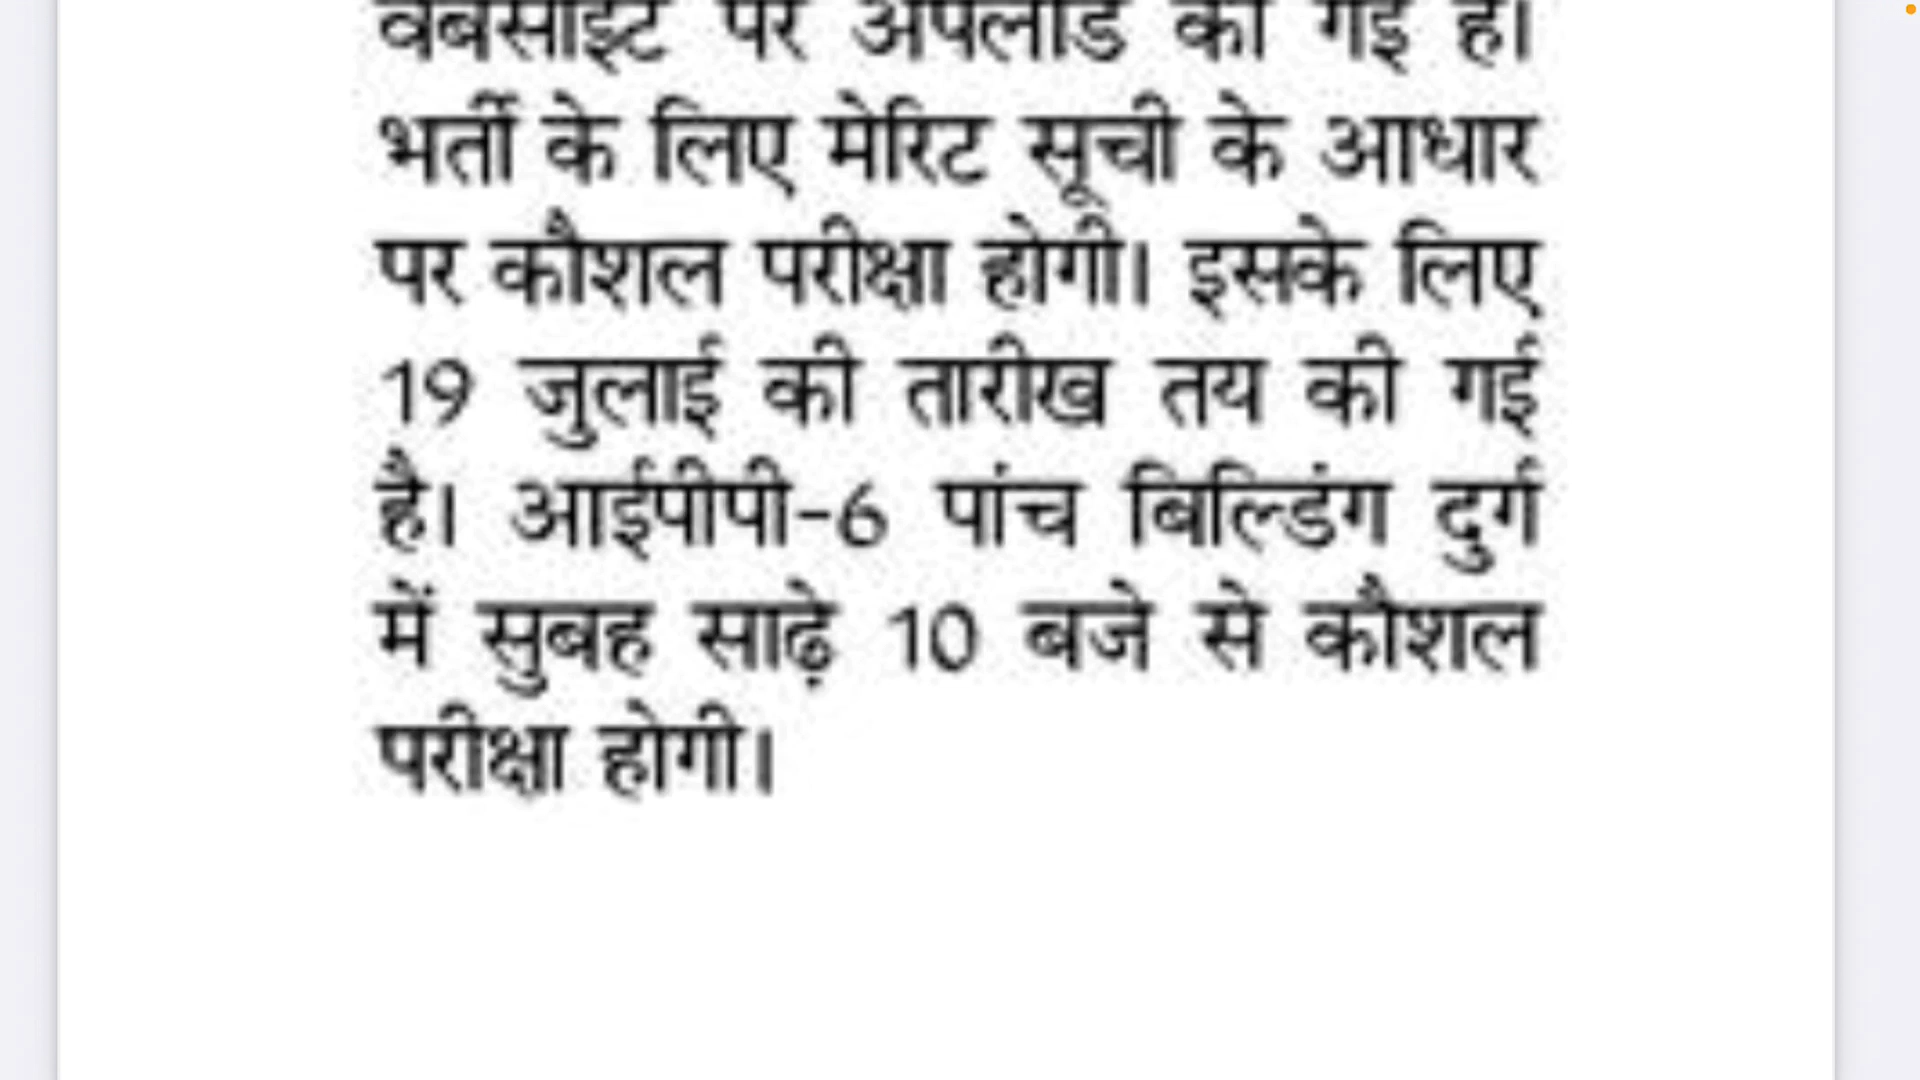 वेबसाइट पर अपलोड की गई है।
भर्ती के लिए मेरिट सूची के आधार
पर कौशल परीक्षा होगी। इसके लिए
19 जुलाई की तारीख तय की गई
है। आईपीपी-6 पांच बिल्डिंग दुर्ग
में सुबह साढ़े 10 बजे से कौशल
परीक्षा होगी।